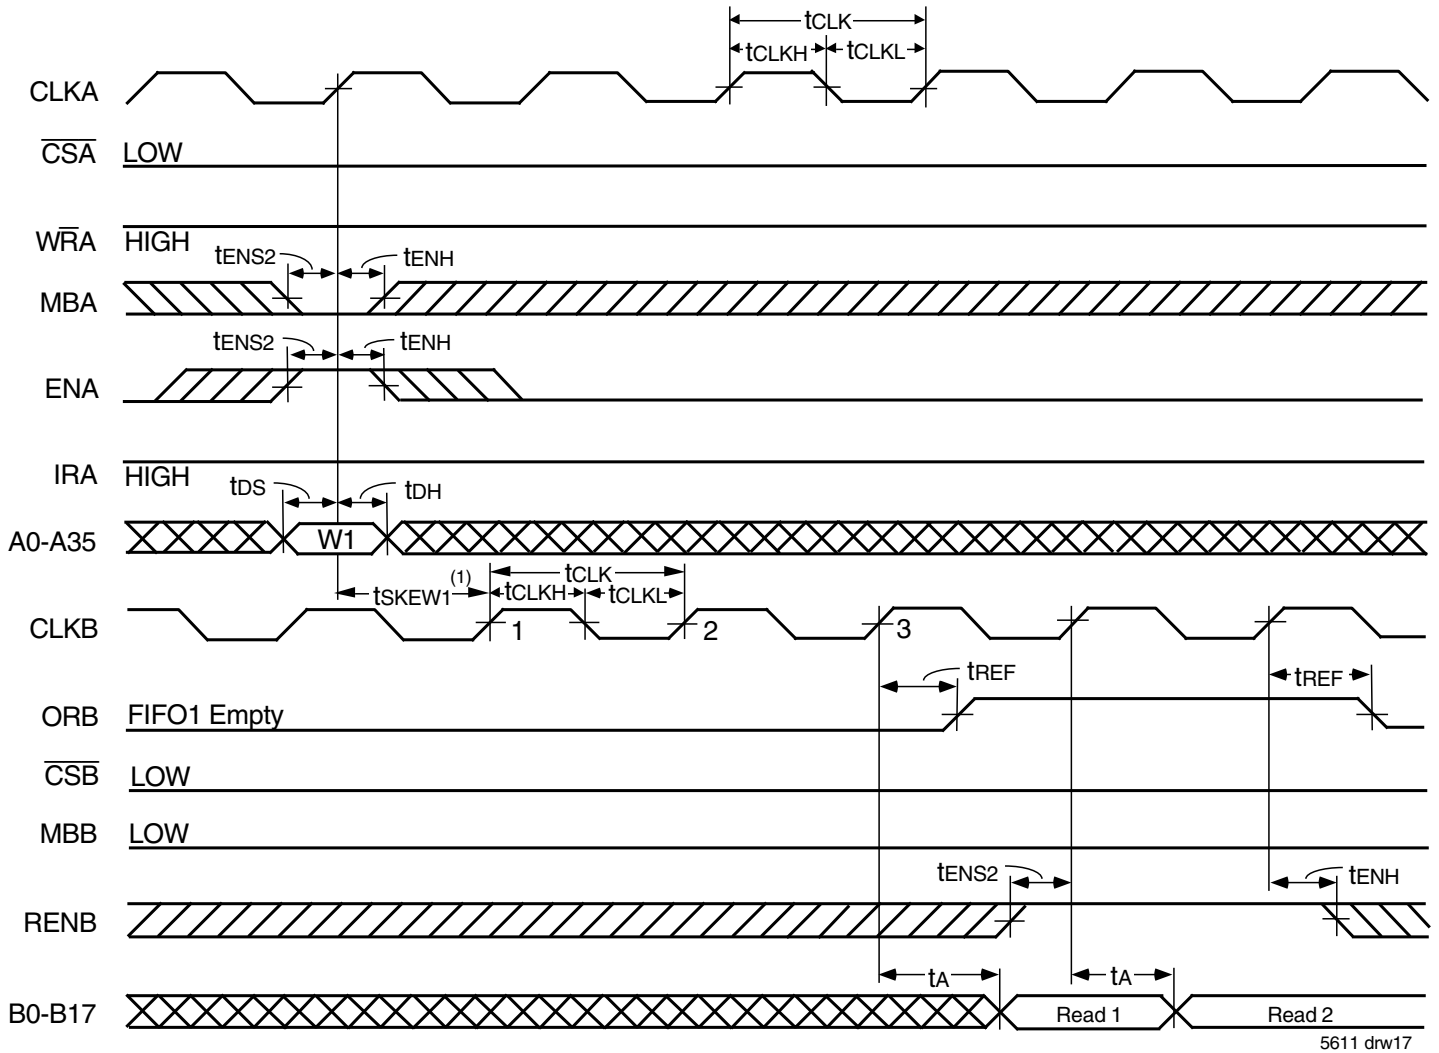 tCLK
tCLKH tCLKL
CLKA
CSA LOW
WRA HIGH
tENS2 tENH
MBA
tENS2 tENH
ENA
IRA HIGH
tDS tDH
A0-A35 W1
tSKEW1(1) tCLK
tCLKH tCLKL
CLKB 1 2 3
tREF tREF
ORB FIFO1 Empty
CSB LOW
MBB LOW
tENS2 tENH
RENB
tA tA
B0-B17 Read 1 Read 2
5611 drw17